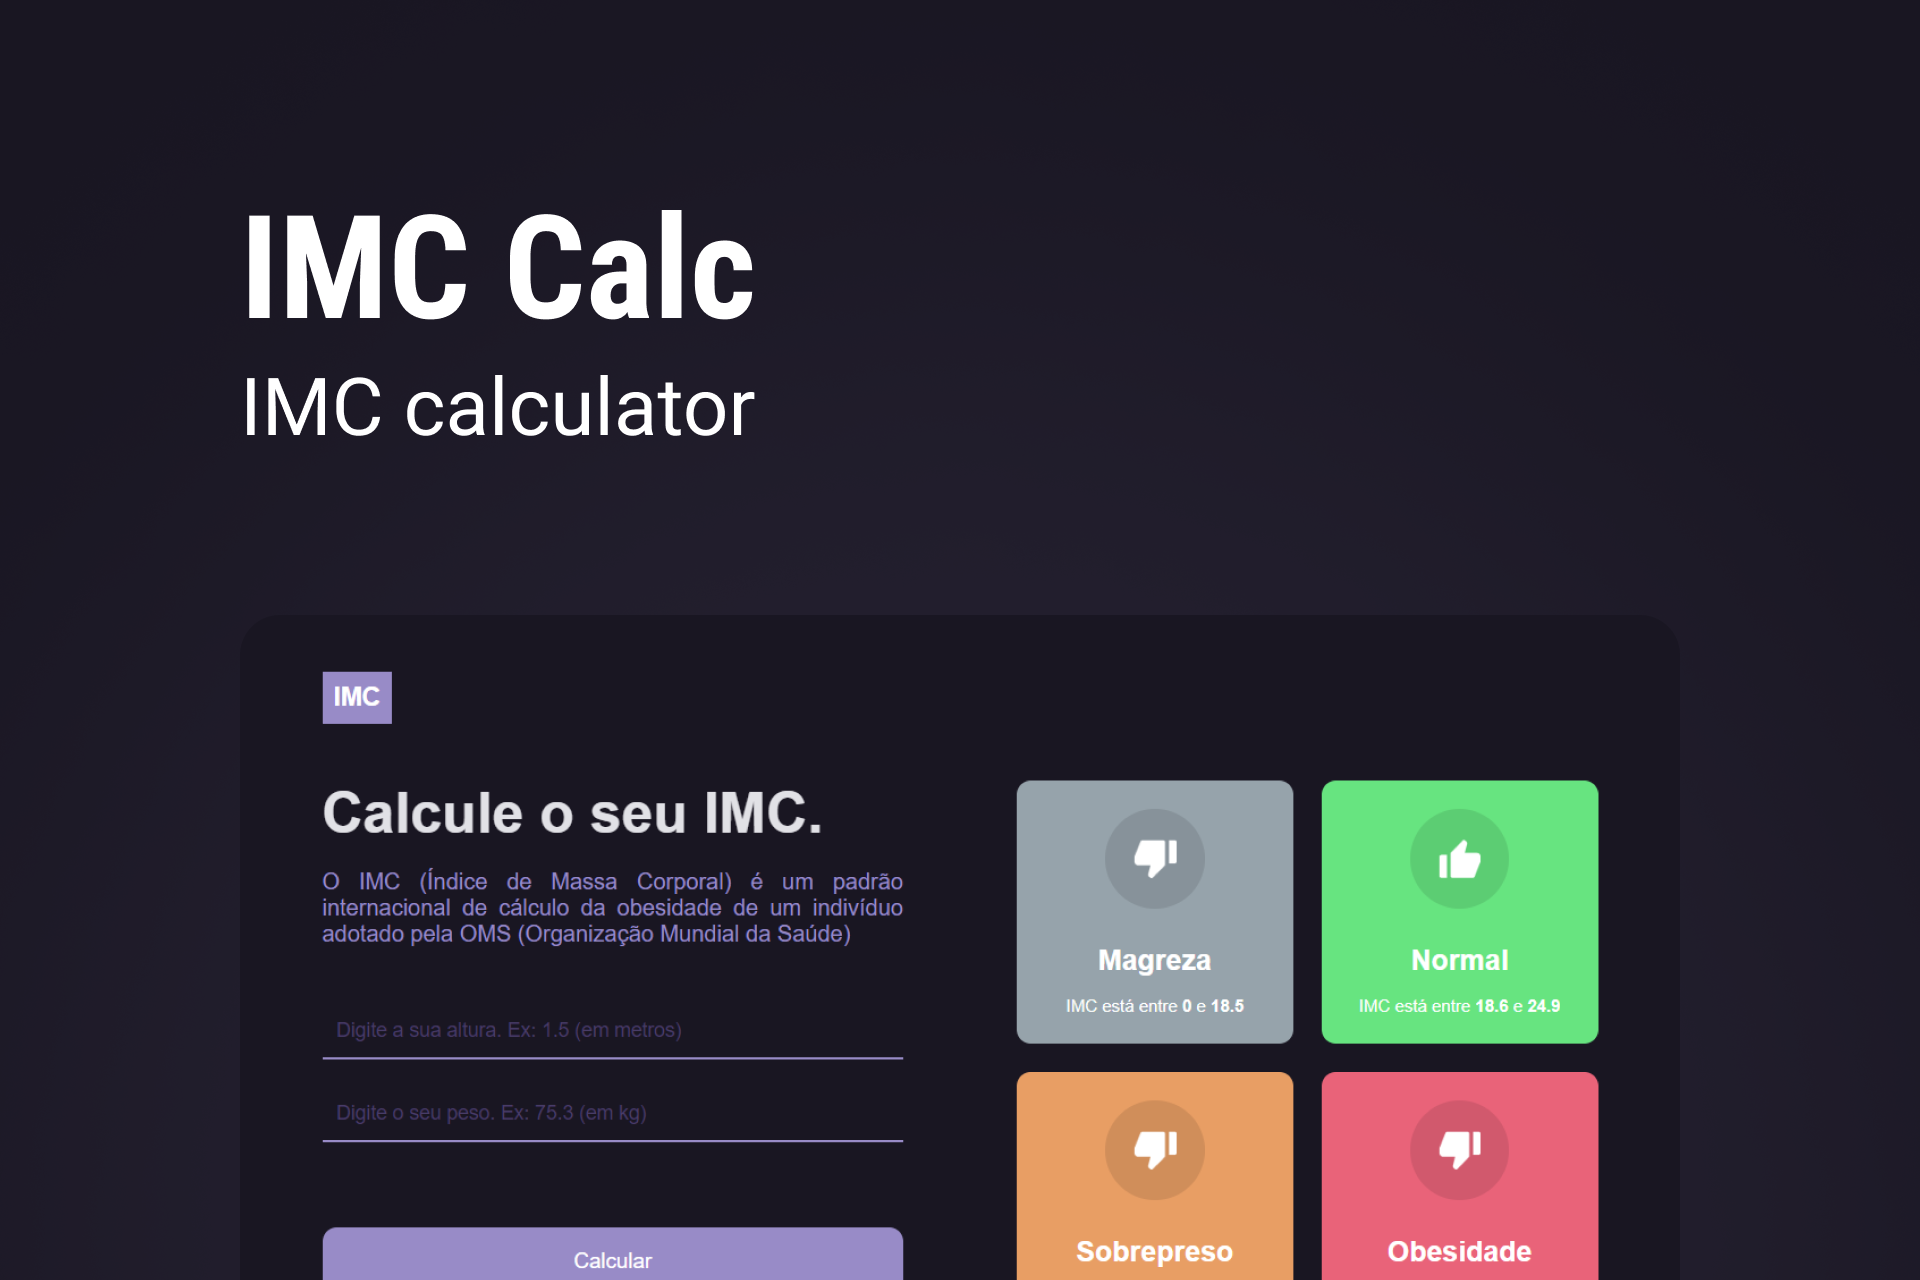 IMC Calc
IMC calculator
IMC
Calcule o seu IMC.
O IMC (Índice de Massa Corporal) é um padrão
internacional de cálculo da obesidade de um indivíduo
adotado pela OMS (Organização Mundial da Saúde)
Digite a sua altura. Ex: 1.5 (em metros)
Digite o seu peso. Ex: 75.3 (em kg)
Calcular
Magreza
IMC está entre 0 e 18.5
Normal
IMC está entre 18.6 e 24.9
Sobrepreso
Obesidade